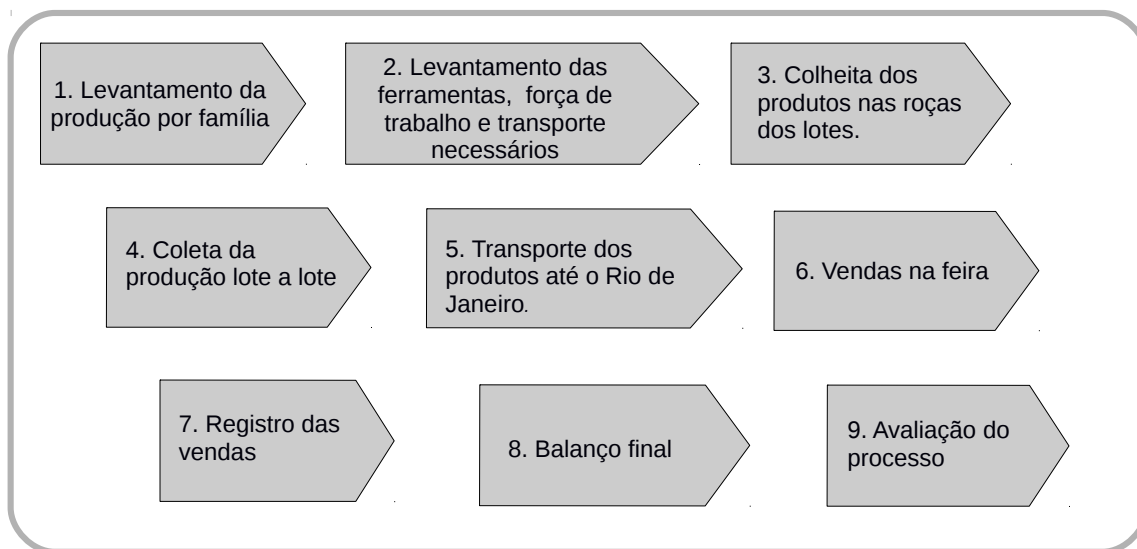 1. Levantamento da
produção por família
2. Levantamento das
ferramentas, força de
trabalho e transporte
necessários
3. Colheita dos
produtos nas roças
dos lotes.
4. Coleta da
produção lote a lote
5. Transporte dos
produtos até o Rio de
Janeiro.
6. Vendas na feira
7. Registro das
vendas
8. Balanço final
9. Avaliação do
processo